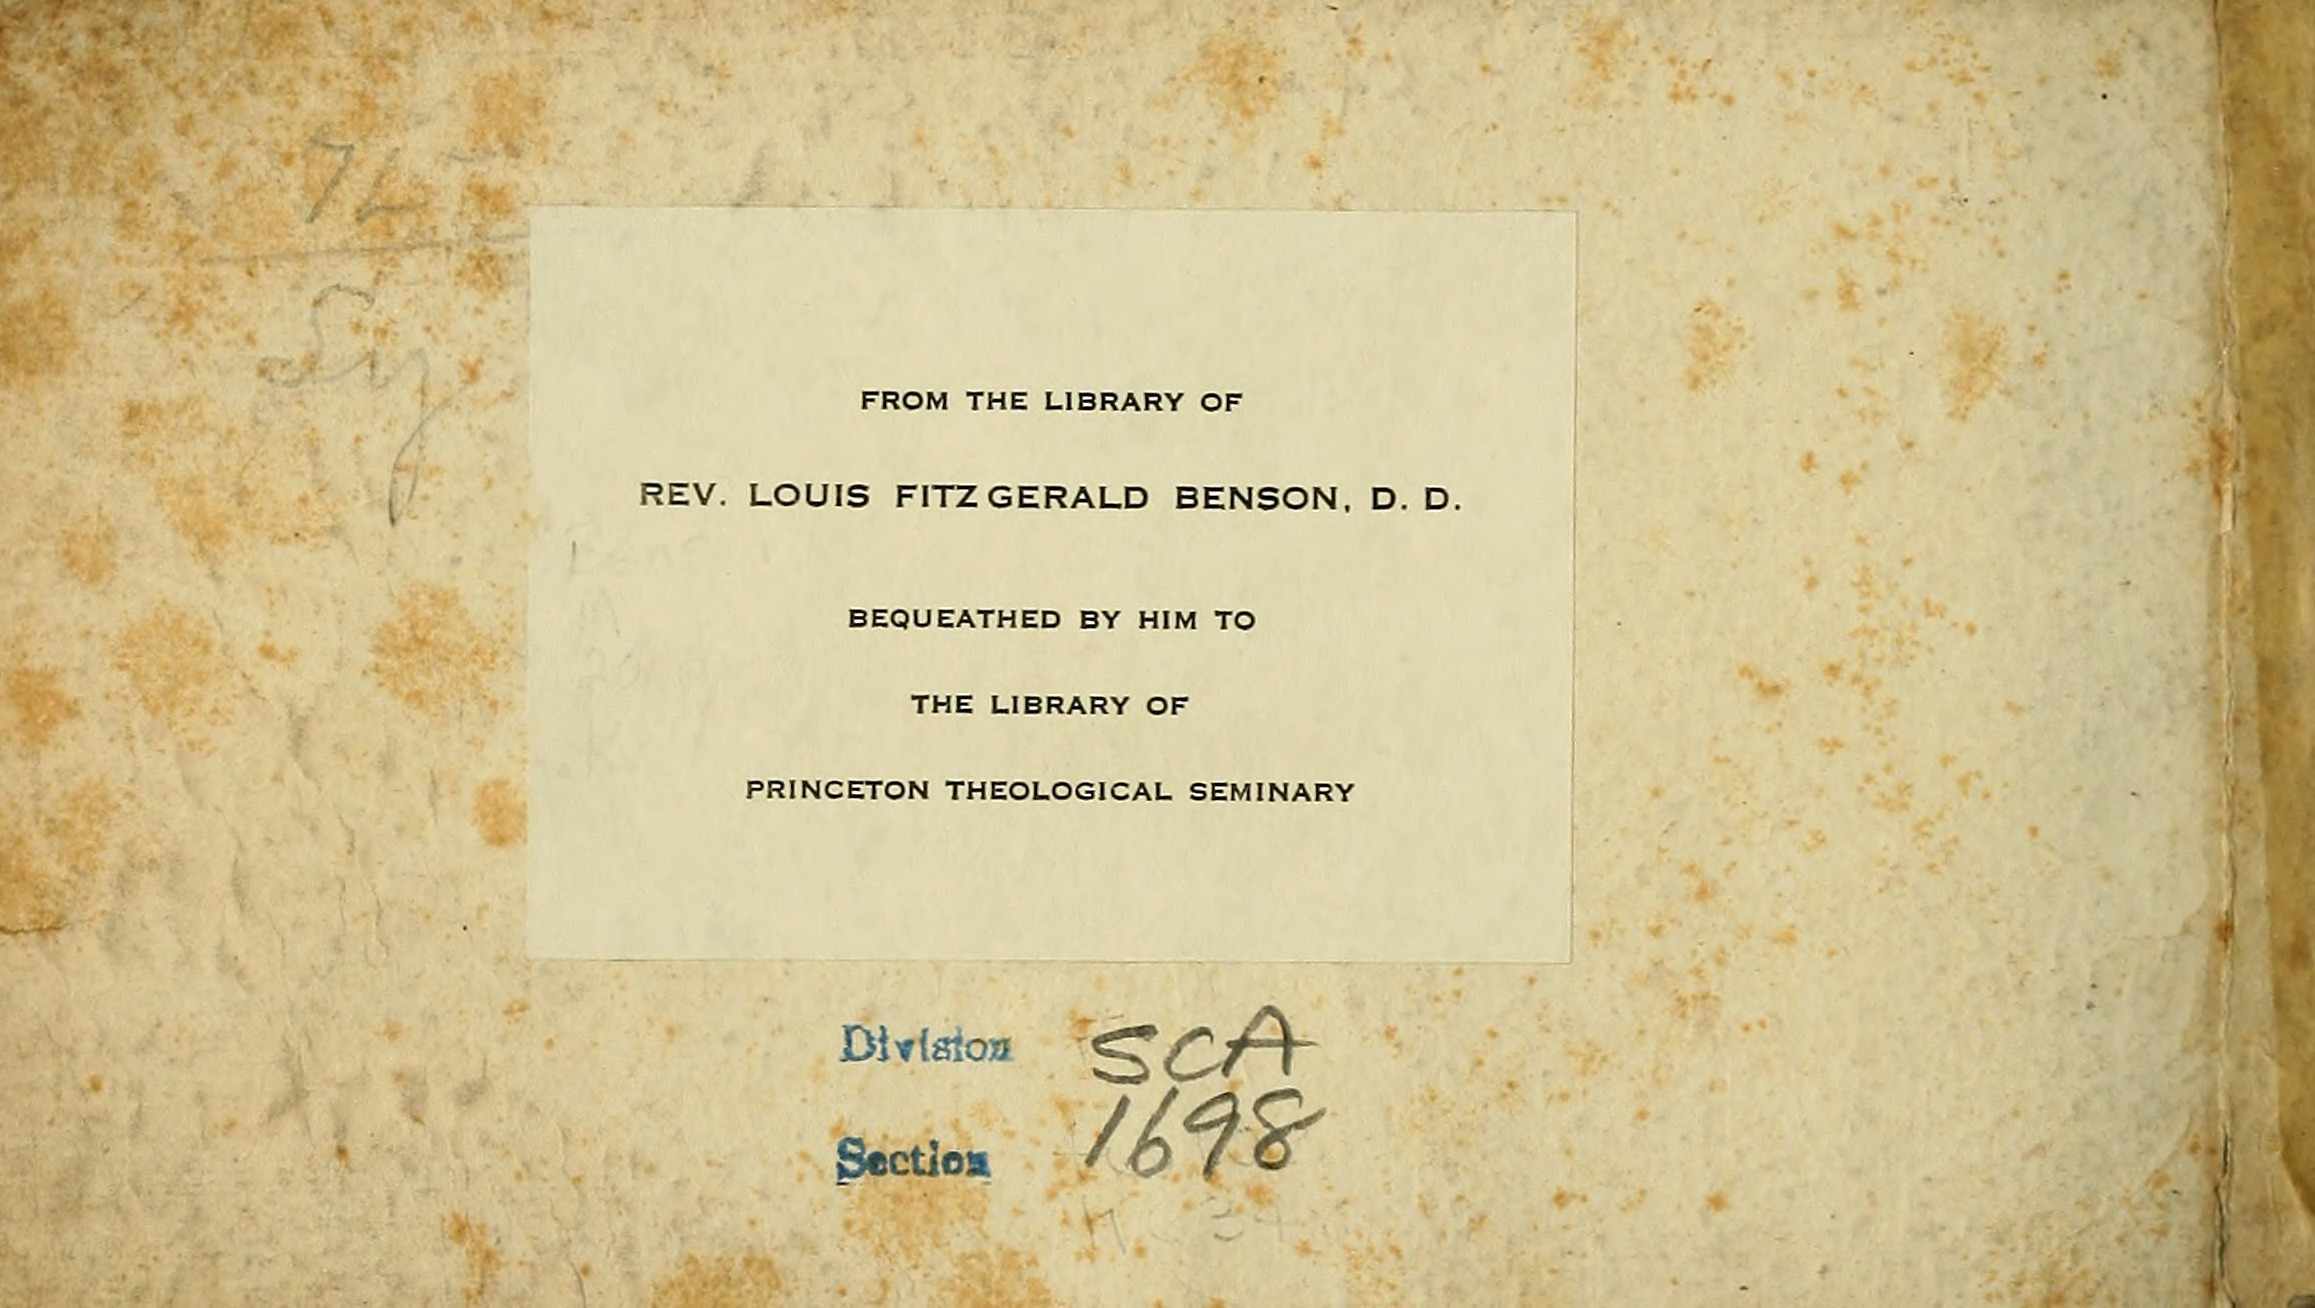 FROM THE LIBRARY OF
REV. LOUIS FITZGERALD BENSON, D. D.
BEQUEATHED BY HIM TO
THE LIBRARY OF
PRINCETON THEOLOGICAL SEMINARY
Division SCA
Section 1698